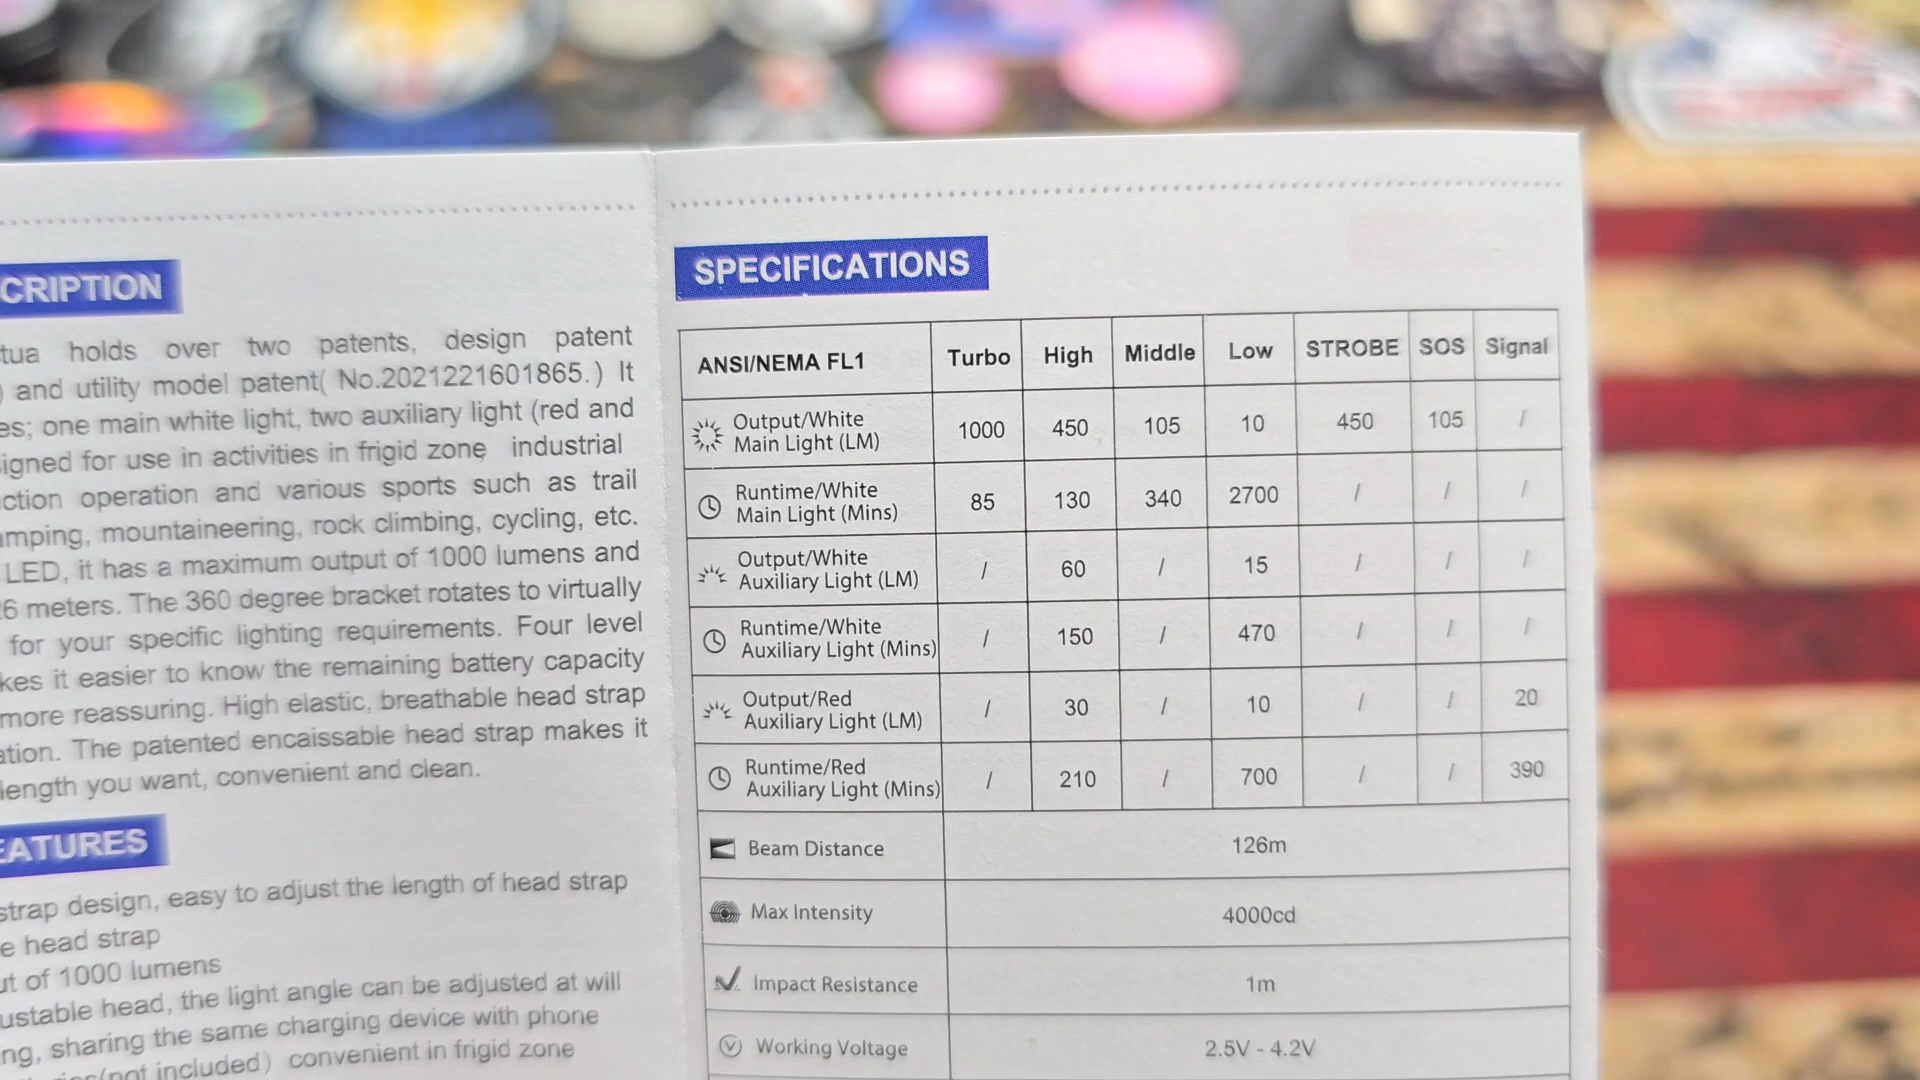 CRIPTION
tua holds over two patents, design patent
) and utility model patent( No.2021221601865.) It
es; one main white light, two auxiliary light (red and
igned for use in activities in frigid zone industrial
ction operation and various sports such as trail
amping, mountaineering, rock climbing, cycling, etc.
LED, it has a maximum output of 1000 lumens and
26 meters. The 360 degree bracket rotates to virtually
for your specific lighting requirements. Four level
kes it easier to know the remaining battery capacity
more reassuring. High elastic, breathable head strap
ation. The patented encaissable head strap makes it
length you want, convenient and clean.
EATURES
strap design, easy to adjust the length of head strap
e head strap
ut of 1000 lumens
ustable head, the light angle can be adjusted at will
ng, sharing the same charging device with phone
(not included) convenient in frigid zone
SPECIFICATIONS
ANSI/NEMA FL1 Turbo High Middle Low STROBE SOS Signal
Output/White Main Light (LM) 1000 450 105 10 450 105 /
Runtime/White Main Light (Mins) 85 130 340 2700 / / /
Output/White Auxiliary Light (LM) / 60 / 15 / / /
Runtime/White Auxiliary Light (Mins) / 150 / 470 / / /
Output/Red Auxiliary Light (LM) / 30 / 10 / / 20
Runtime/Red Auxiliary Light (Mins) / 210 / 700 / / 390
Beam Distance 126m
Max Intensity 4000cd
Impact Resistance 1m
Working Voltage 2.5V - 4.2V